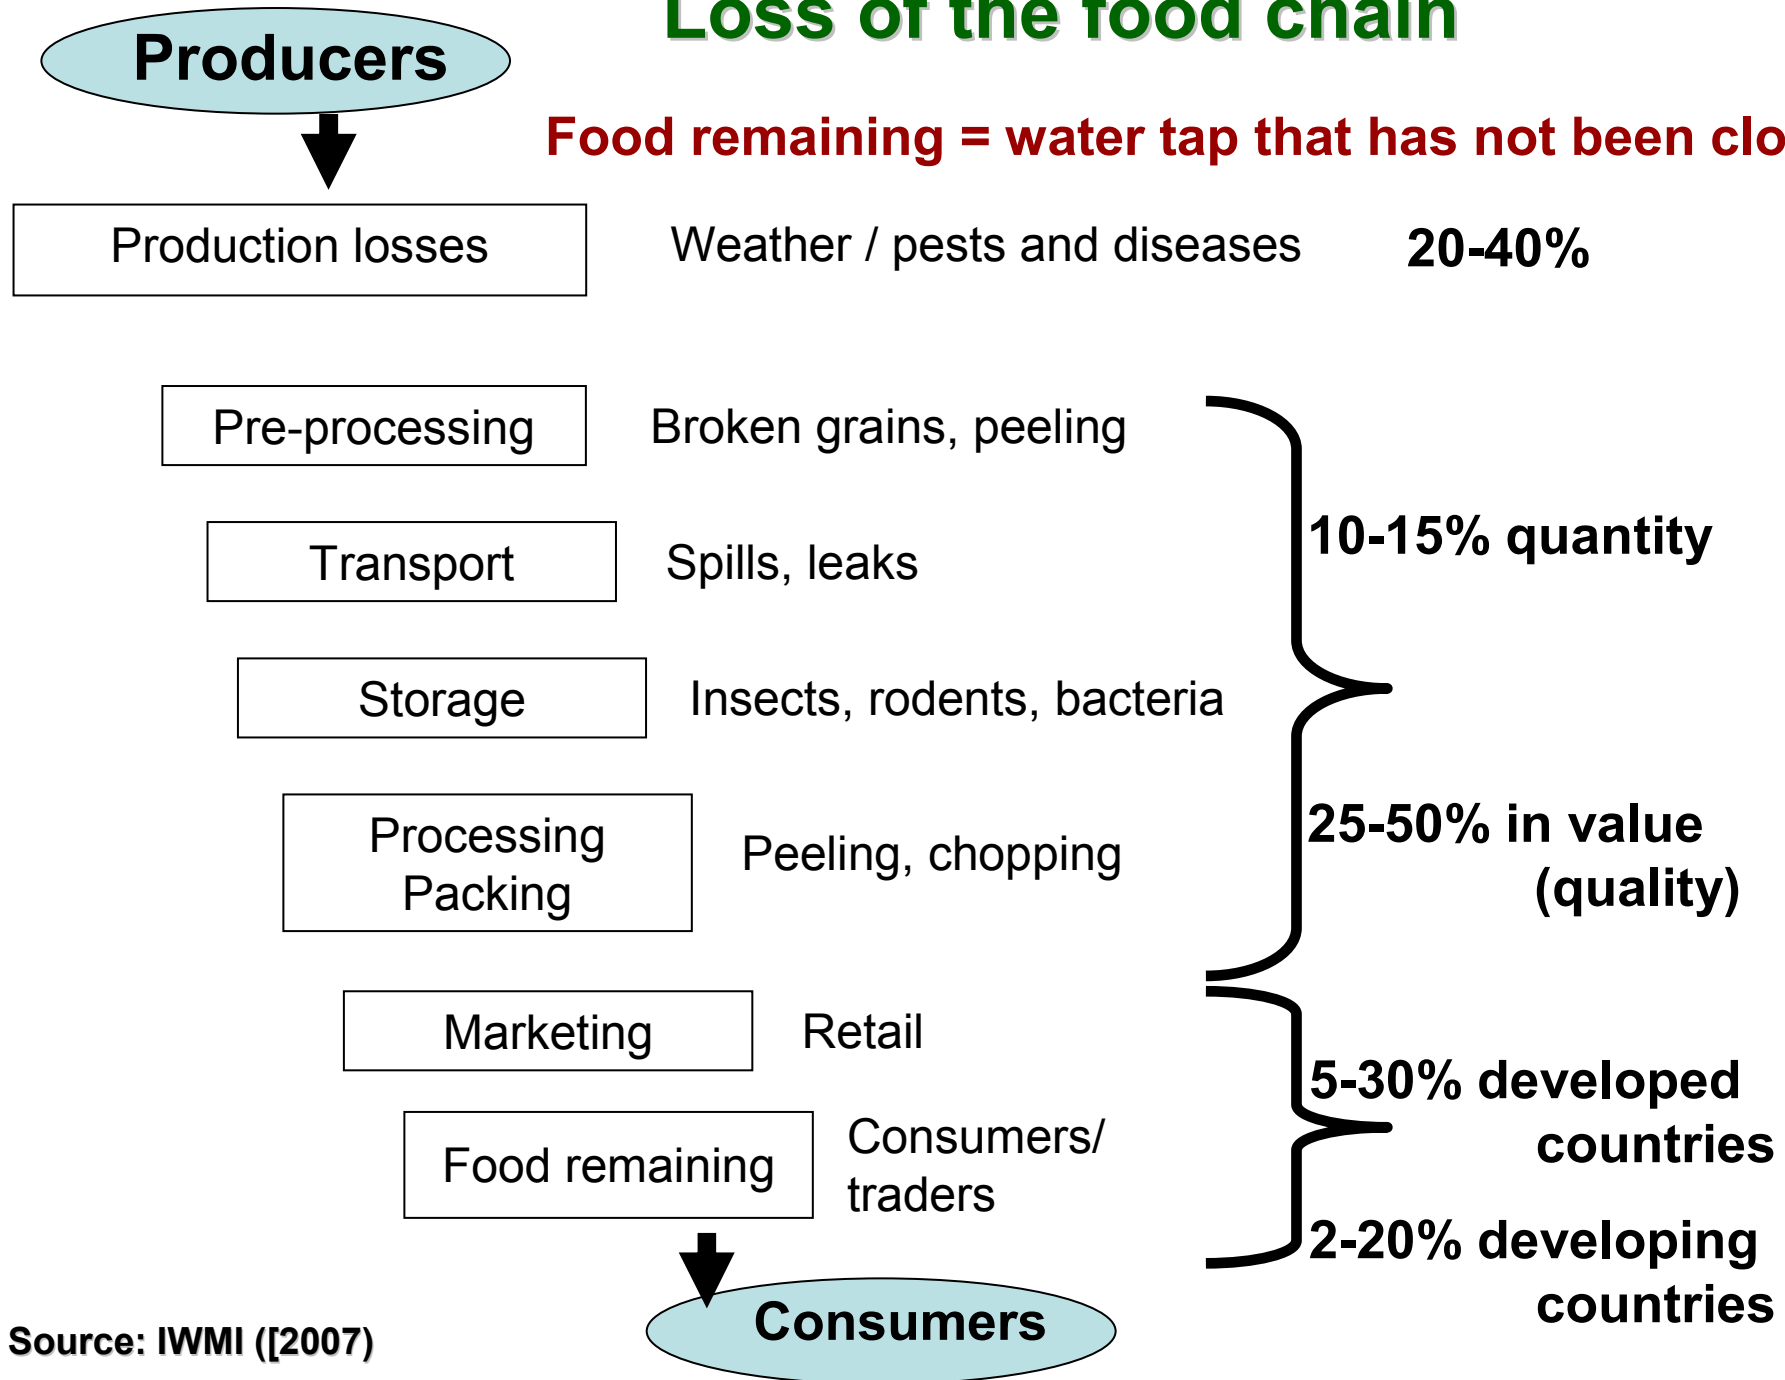 Loss of the food chain
Producers
Food remaining = water tap that has not been clo
Production losses
Weather / pests and diseases
20-40%
Pre-processing
Broken grains, peeling
10-15% quantity
Transport
Spills, leaks
Storage
Insects, rodents, bacteria
25-50% in value
(quality)
Processing
Packing
Peeling, chopping
Marketing
Retail
5-30% developed
countries
Food remaining
Consumers/
traders
2-20% developing
countries
Consumers
Source: IWMI ([2007)